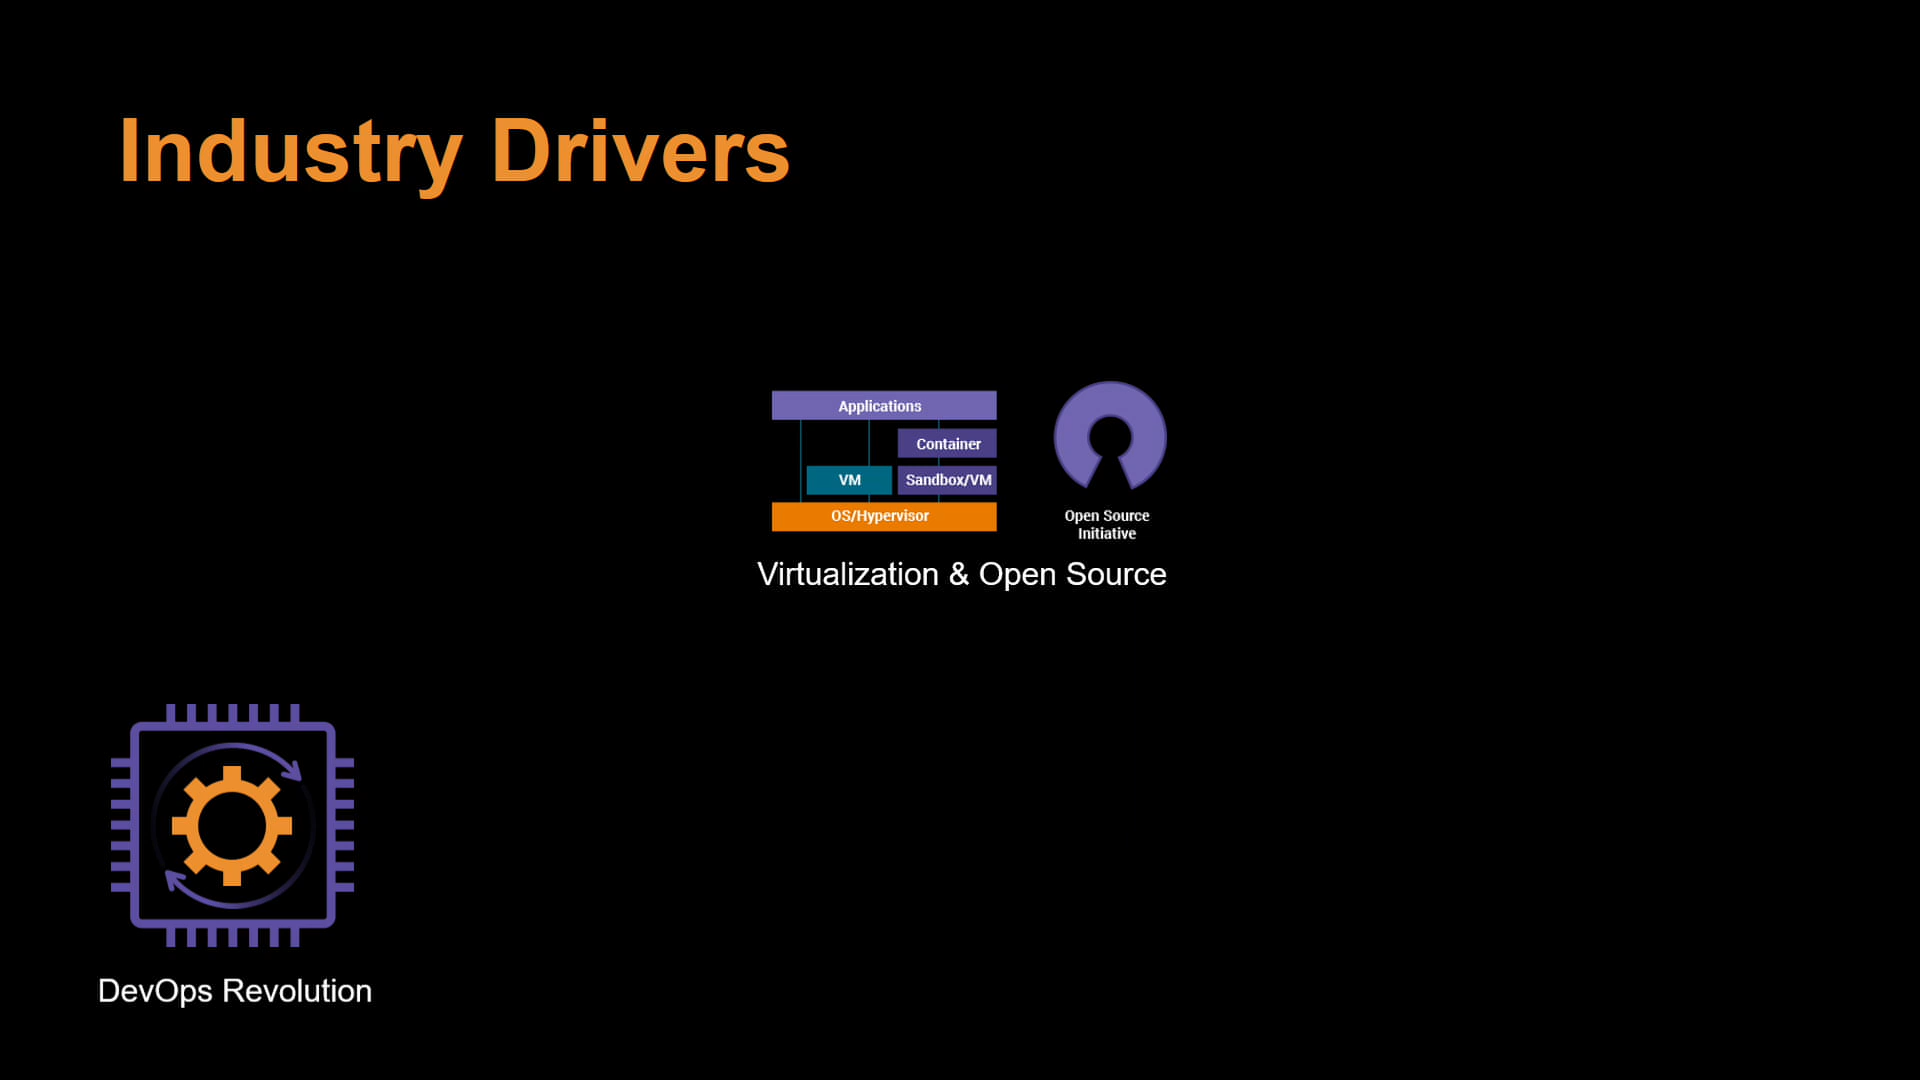 Industry Drivers
Applications
Container
VM
Sandbox/VM
OS/Hypervisor
Open Source
Initiative
Virtualization & Open Source
DevOps Revolution